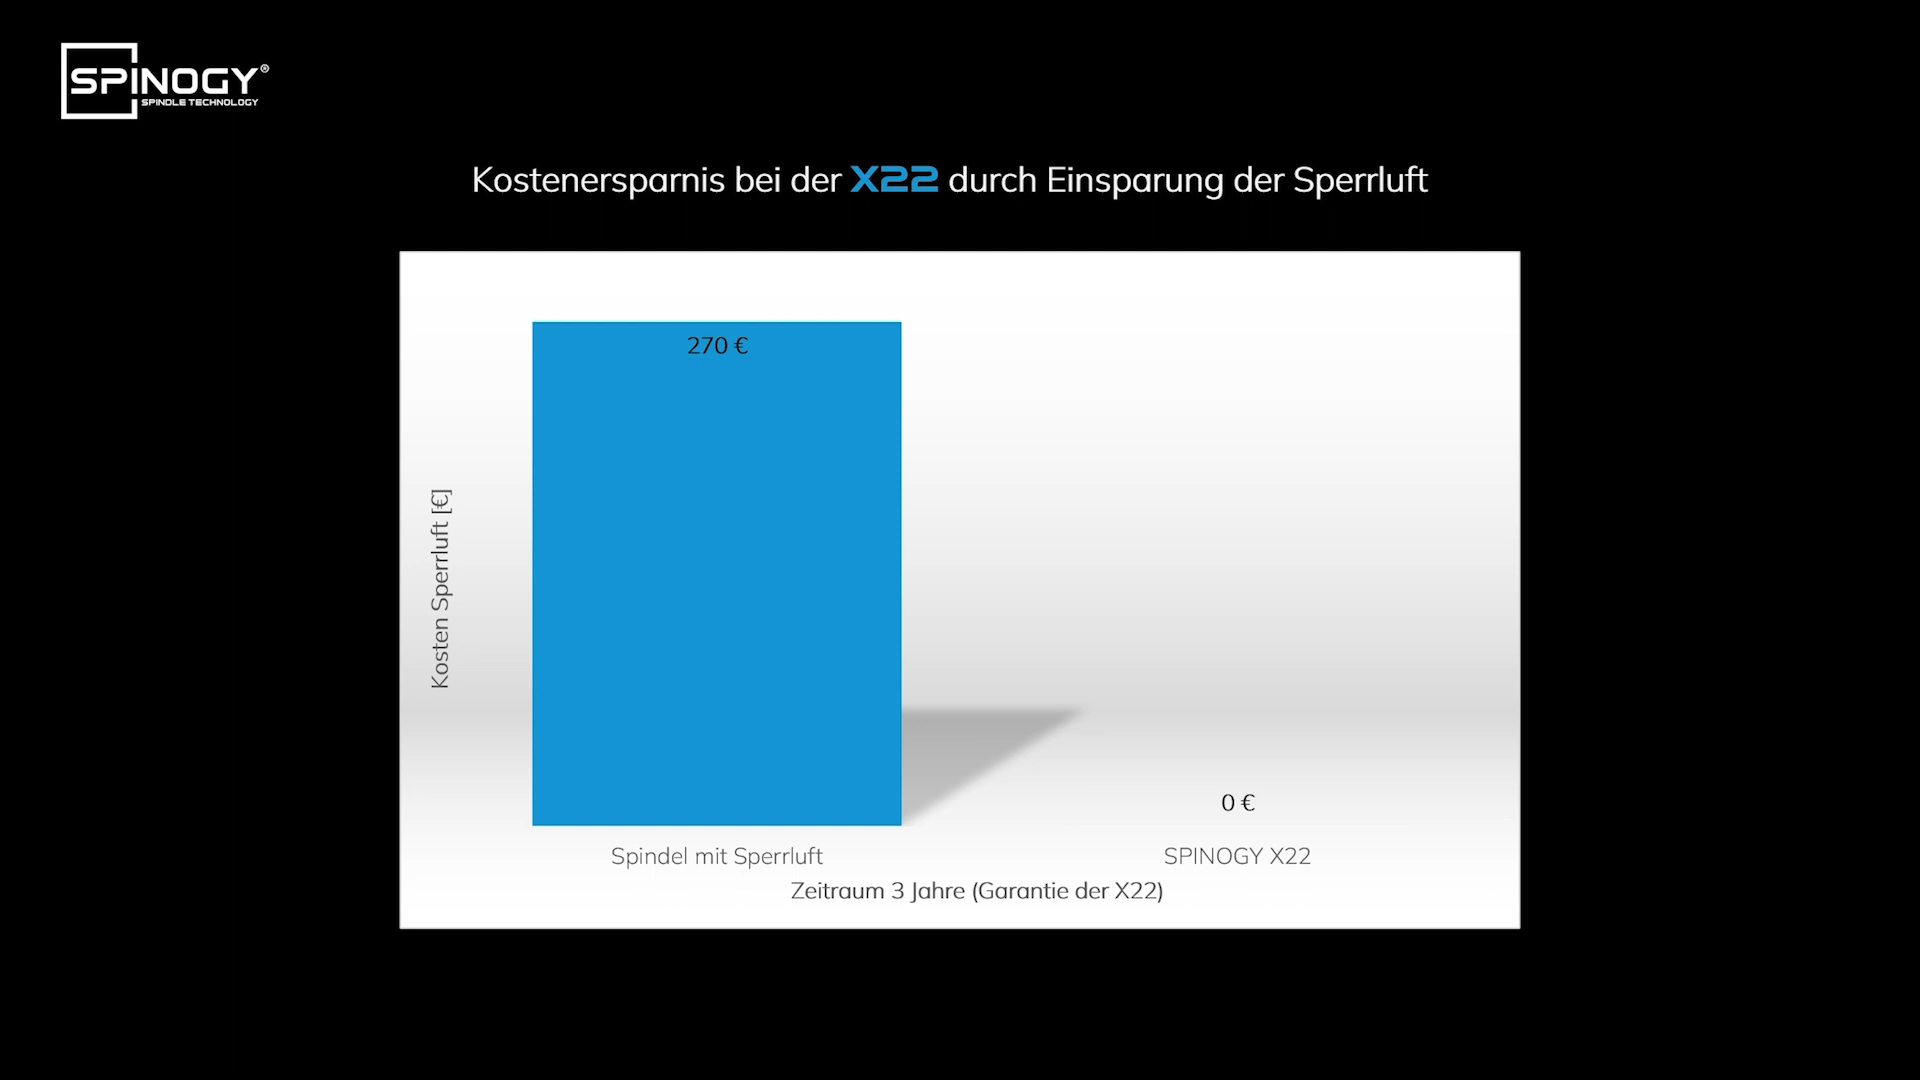 SPINOGY®
SPINDLE TECHNOLOGY
Kostenersparnis bei der X22 durch Einsparung der Sperrluft
270 €
Kosten Sperrluft [€]
0 €
Spindel mit Sperrluft
SPINOGY X22
Zeitraum 3 Jahre (Garantie der X22)